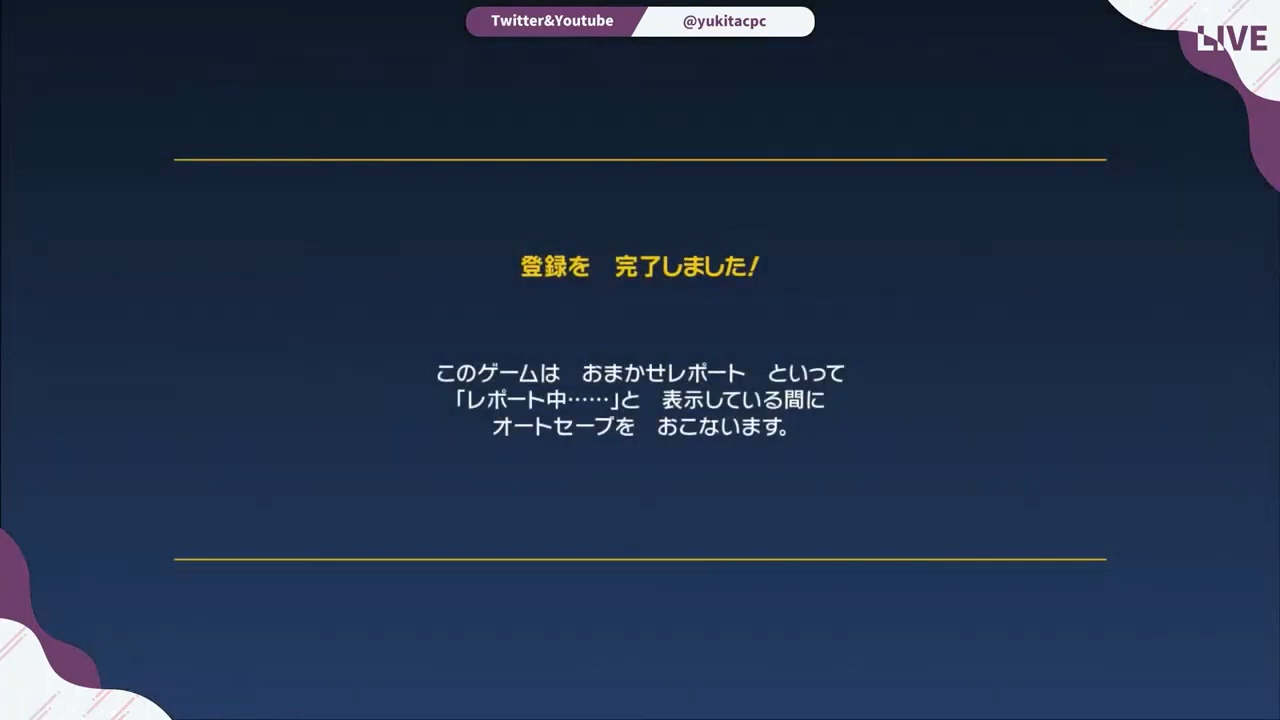 Twitter&Youtube
@yukitacpc
LIVE
登録を　完了しました!
このゲームは　おまかせレポート　といって
「レポート中……」と　表示している間に
オートセーブを　おこないます。